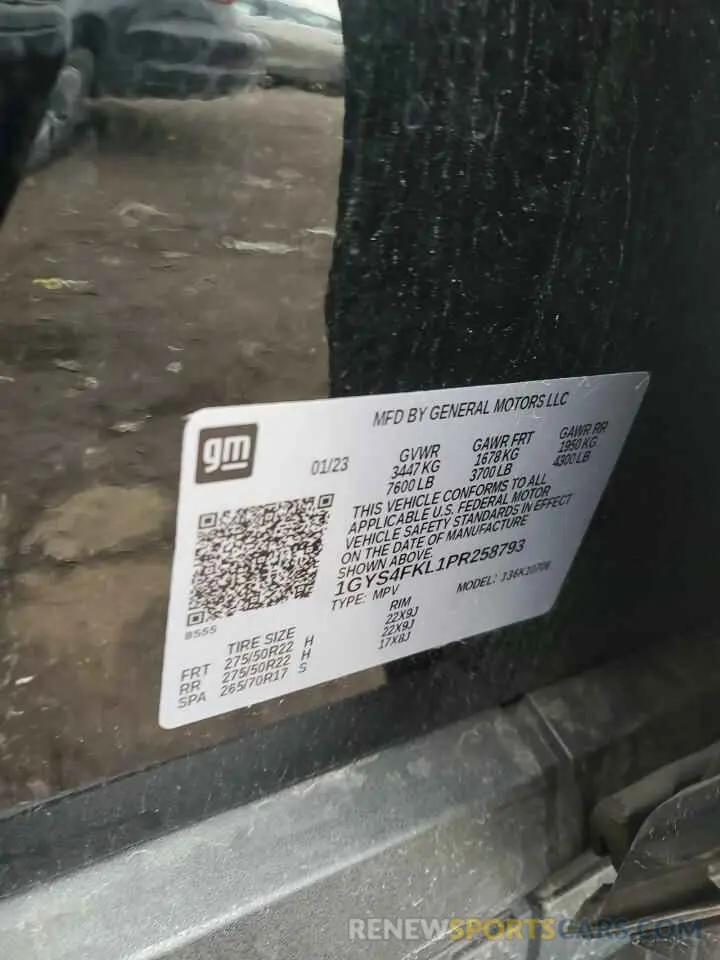 MFD BY GENERAL MOTORS LLC
gm
01/23
GVWR GAWR FRT GAWR RR
3447 KG 1678 KG 1950 KG
7600 LB 3700 LB 4300 LB
THIS VEHICLE CONFORMS TO ALL
APPLICABLE U.S. FEDERAL MOTOR
VEHICLE SAFETY STANDARDS IN EFFECT
ON THE DATE OF MANUFACTURE
SHOWN ABOVE.
1GYS4FKL1PR258793
TYPE: MPV MODEL: 136K10706
8555
TIRE SIZE RIM
FRT 275/50R22 H 22X9J
RR 275/50R22 H 22X9J
SPA 265/70R17 S 17X8J
RENEWSPORTSCARS.COM